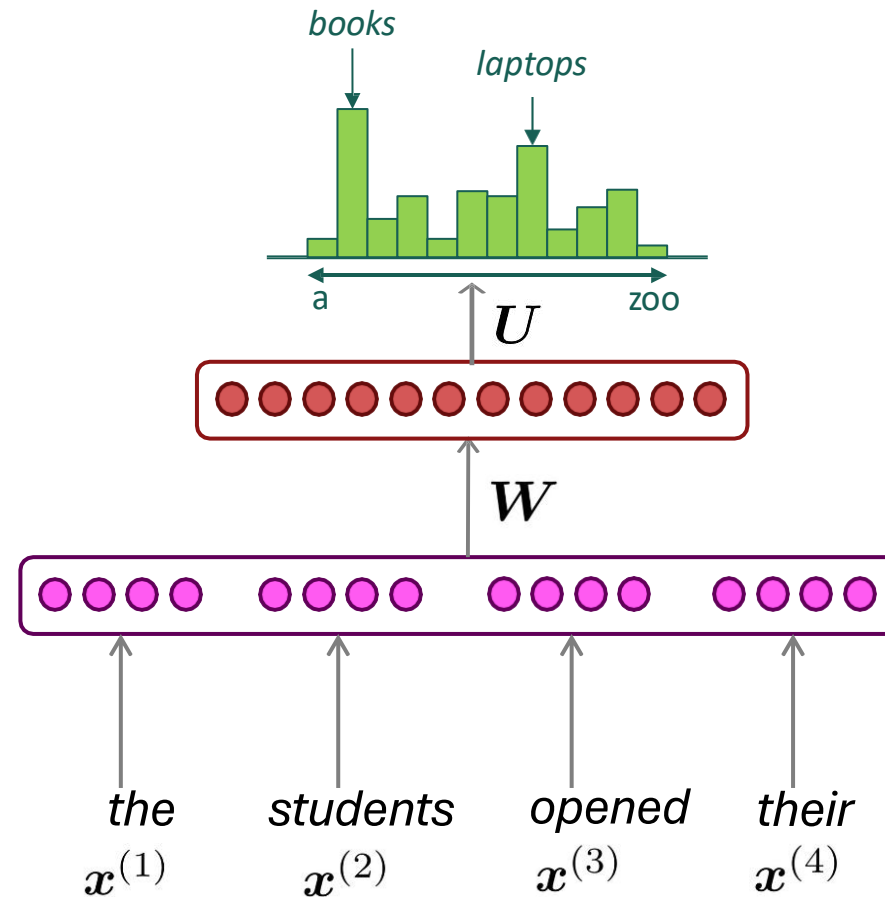 books
laptops
a zoo
U
W
the students opened their
x^{(1)} x^{(2)} x^{(3)} x^{(4)}